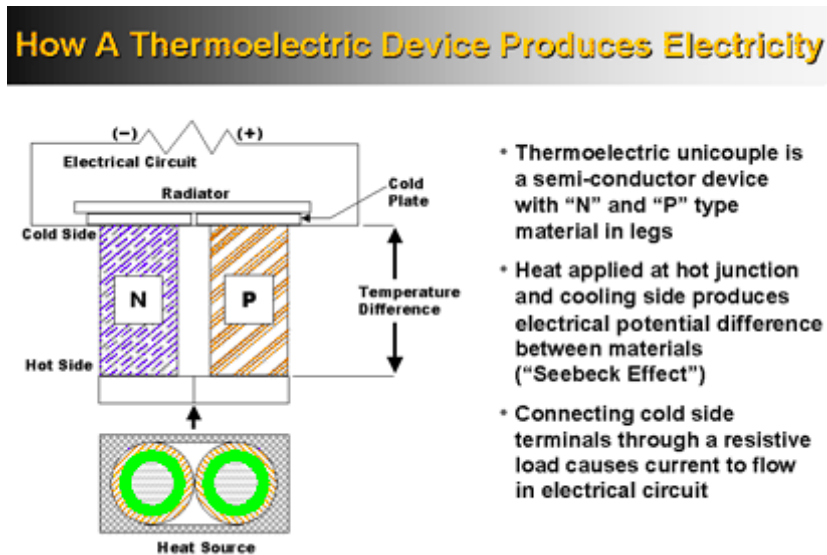 How A Thermoelectric Device Produces Electricity
(−) (+)
Electrical Circuit
Radiator
Cold
Plate
Cold Side
N P
Temperature
Difference
Hot Side
Heat Source
• Thermoelectric unicouple is
a semi-conductor device
with “N” and “P” type
material in legs
• Heat applied at hot junction
and cooling side produces
electrical potential difference
between materials
(“Seebeck Effect”)
• Connecting cold side
terminals through a resistive
load causes current to flow
in electrical circuit